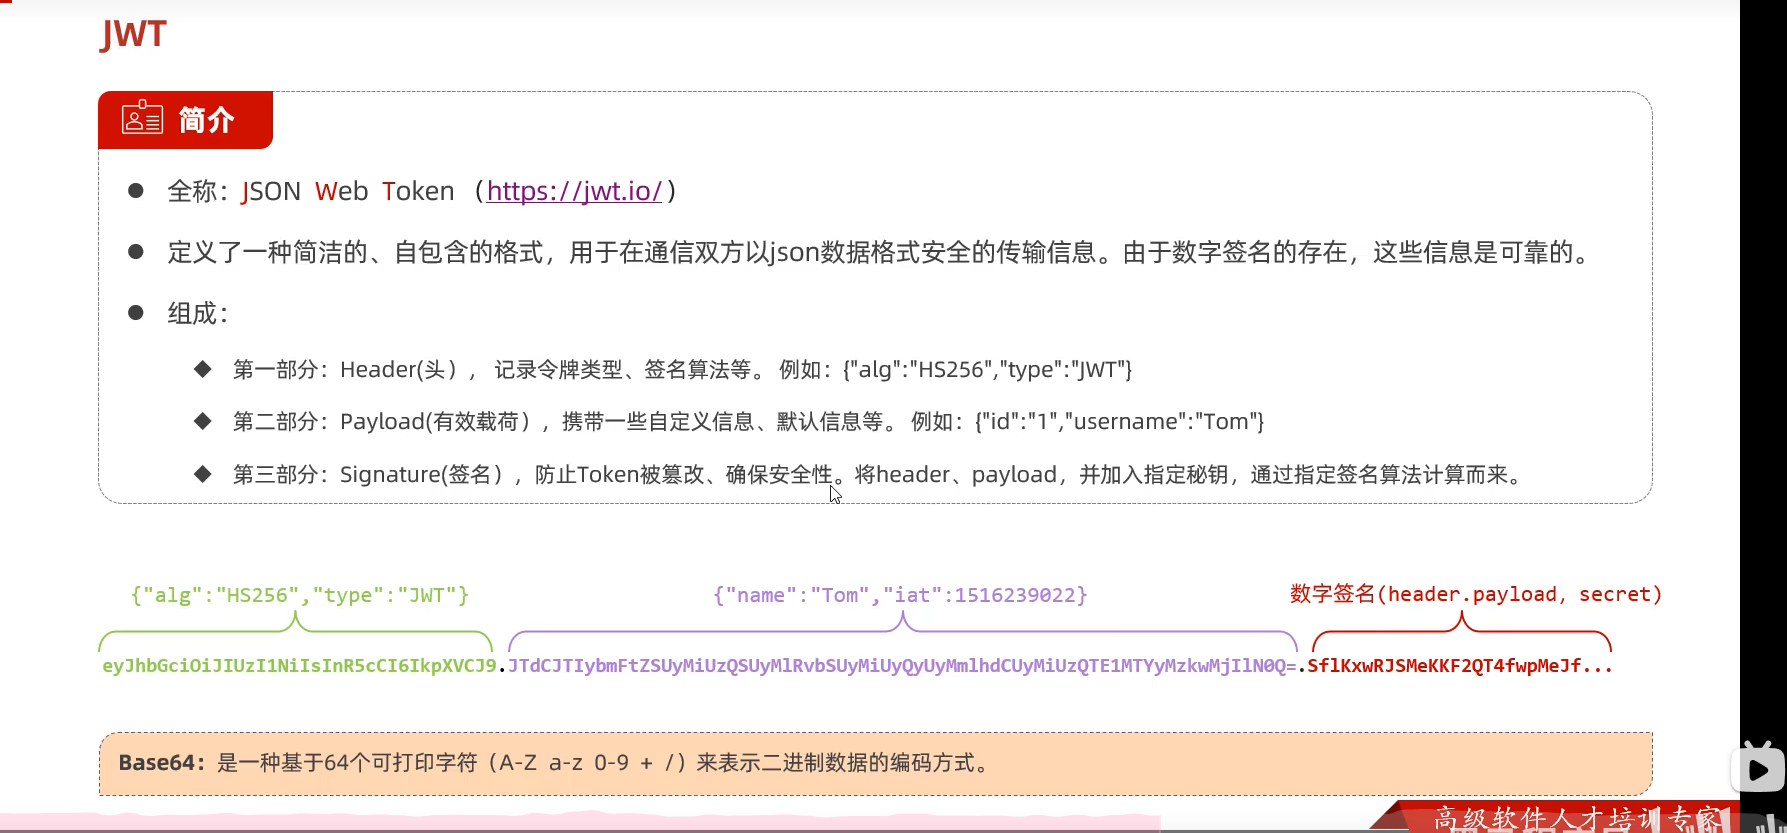 JWT
简介
全称：JSON Web Token （https://jwt.io/）
定义了一种简洁的、自包含的格式，用于在通信双方以json数据格式安全的传输信息。由于数字签名的存在，这些信息是可靠的。
组成：
第一部分：Header(头）， 记录令牌类型、签名算法等。 例如：{"alg":"HS256","type":"JWT"}
第二部分：Payload(有效载荷），携带一些自定义信息、默认信息等。 例如：{"id":"1","username":"Tom"}
第三部分：Signature(签名），防止Token被篡改、确保安全性。将header、payload，并加入指定秘钥，通过指定签名算法计算而来。
{"alg":"HS256","type":"JWT"} {"name":"Tom","iat":1516239022} 数字签名(header.payload, secret)
eyJhbGciOiJIUzI1NiIsInR5cCI6IkpXVCJ9.JTdCJTIybmFtZSUyMiUzQSUyMlRvbSUyMiUyQyUyMmlhdCUyMiUzQTE1MTYyMzkwMjIlN0Q=.SflKxwRJSMeKKF2QT4fwpMeJf...
Base64：是一种基于64个可打印字符（A-Z a-z 0-9 + /）来表示二进制数据的编码方式。
高级软件人才培训专家